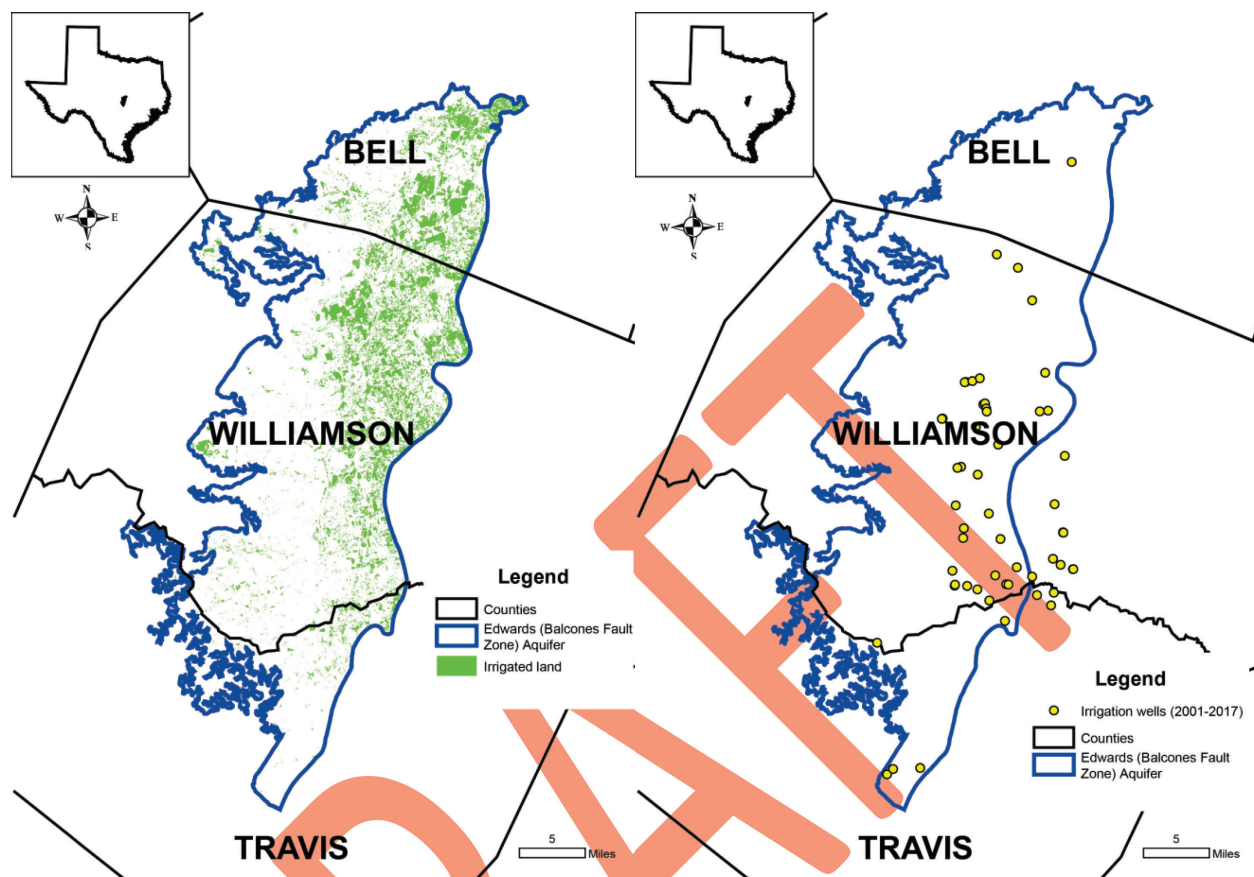 N
W E
S
BELL
WILLIAMSON
Legend
Counties
Edwards (Balcones Fault
Zone) Aquifer
Irrigated land
TRAVIS
5
Miles
N
W E
S
BELL
WILLIAMSON
Legend
Irrigation wells (2001-2017)
Counties
Edwards (Balcones Fault
Zone) Aquifer
TRAVIS
5
Miles
DRAFT